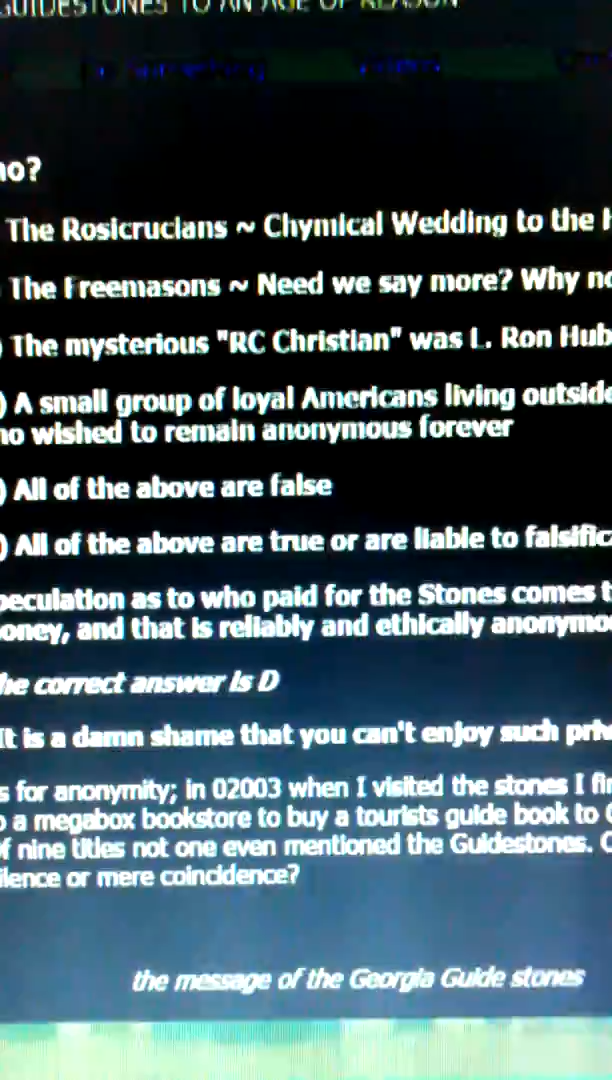 GUIDESTONES TO AN AGE OF REASON
no?
The Rosicrucians ~ Chymical Wedding to the
The Freemasons ~ Need we say more? Why no
) The mysterious "RC Christian" was L. Ron Hub
) A small group of loyal Americans living outside
no wished to remain anonymous forever
) All of the above are false
) All of the above are true or are liable to falsific
peculation as to who paid for the Stones comes t
oney, and that is reliably and ethically anonymo
he correct answer is D
It is a damn shame that you can't enjoy such priv
s for anonymity; in 02003 when I visited the stones I fir
o a megabox bookstore to buy a tourists guide book to
f nine titles not one even mentioned the Guidestones.
ilence or mere coincidence?
the message of the Georgia Guide stones